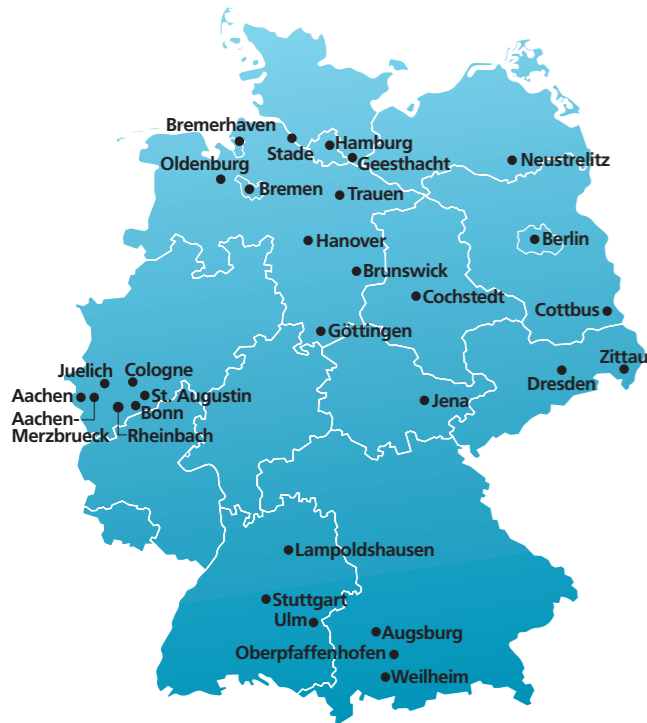 Bremerhaven
Stade
Hamburg
Geesthacht
Neustrelitz
Oldenburg
Bremen
Trauen
Hanover
Berlin
Brunswick
Cochstedt
Cottbus
Göttingen
Zittau
Dresden
Juelich
Cologne
Aachen
St. Augustin
Jena
Bonn
Aachen-
Merzbrueck
Rheinbach
Lampoldshausen
Stuttgart
Ulm
Augsburg
Oberpfaffenhofen
Weilheim